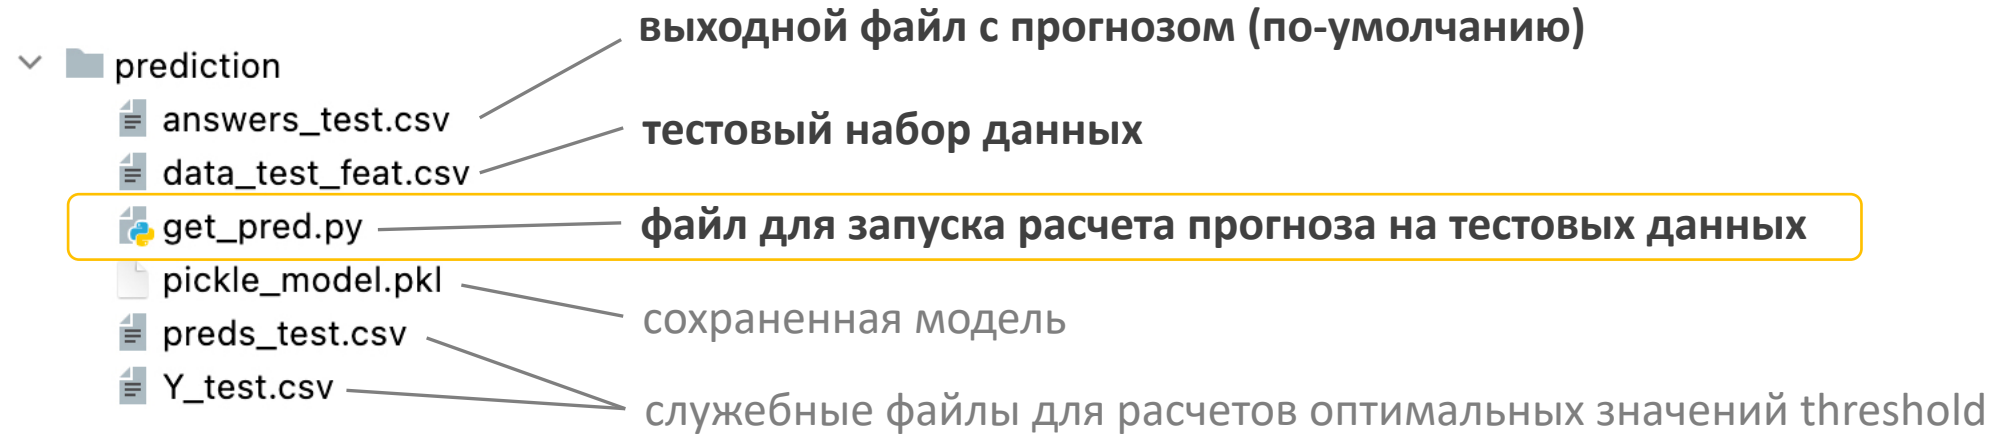 выходной файл с прогнозом (по-умолчанию)
prediction
answers_test.csv
тестовый набор данных
data_test_feat.csv
get_pred.py
файл для запуска расчета прогноза на тестовых данных
pickle_model.pkl
сохраненная модель
preds_test.csv
Y_test.csv
служебные файлы для расчетов оптимальных значений threshold